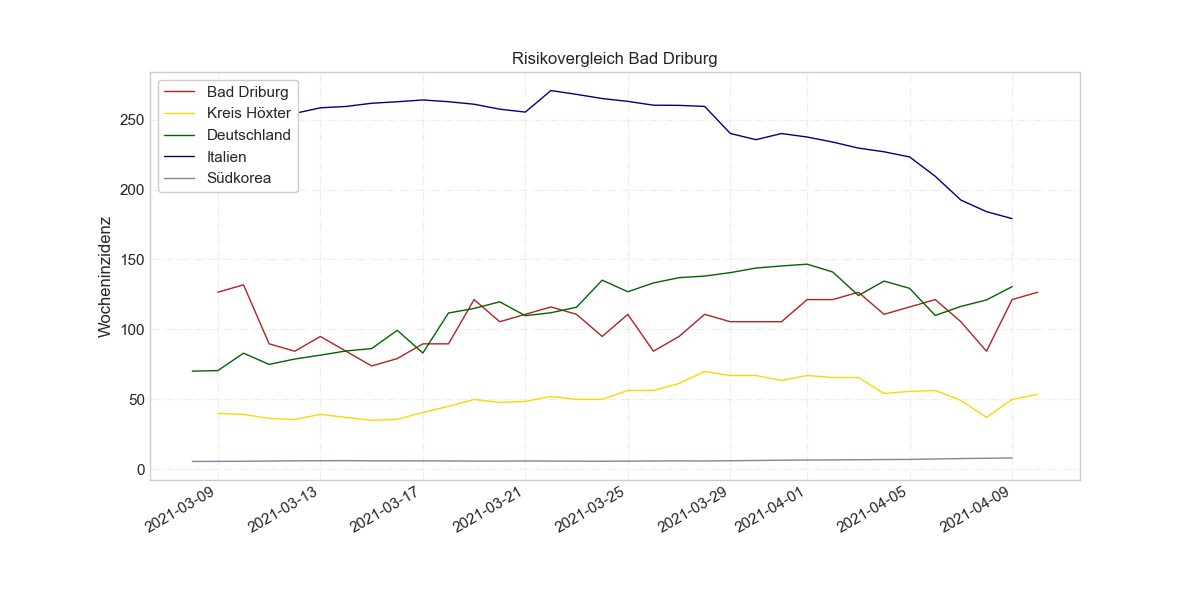 Risikovergleich Bad Driburg
Bad Driburg
Kreis Höxter
Deutschland
Italien
Südkorea
Wocheninzidenz
250
200
150
100
50
0
2021-03-09
2021-03-13
2021-03-17
2021-03-21
2021-03-25
2021-03-29
2021-04-01
2021-04-05
2021-04-09